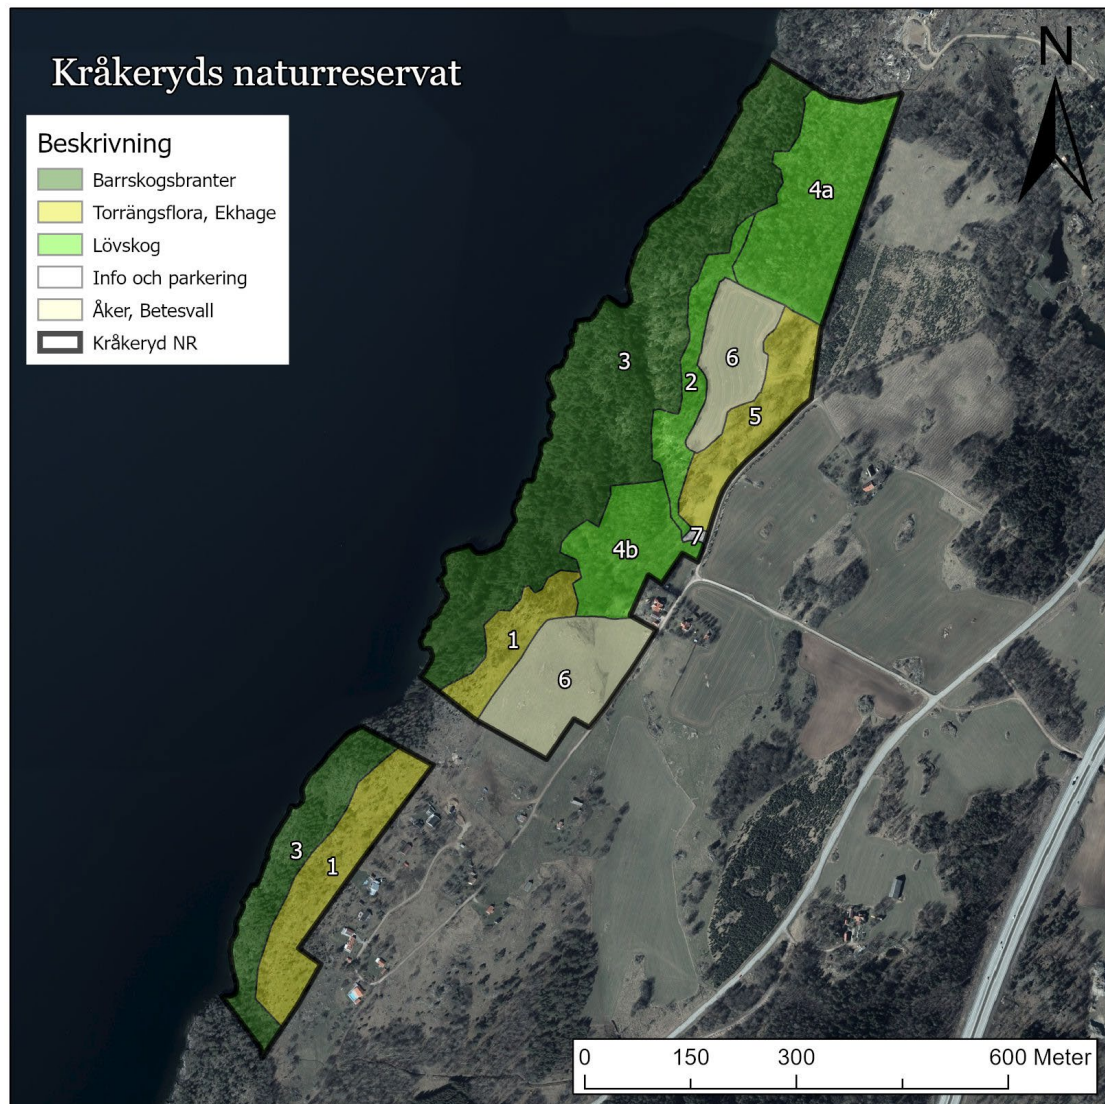 Kråkeryds naturreservat
N
Beskrivning
Barrskogsbranter
Torrängsflora, Ekhage
Lövskog
Info och parkering
Åker, Betesvall
Kråkeryd NR
4a
3
6
2
5
7
4b
1
6
3
1
0 150 300 600 Meter